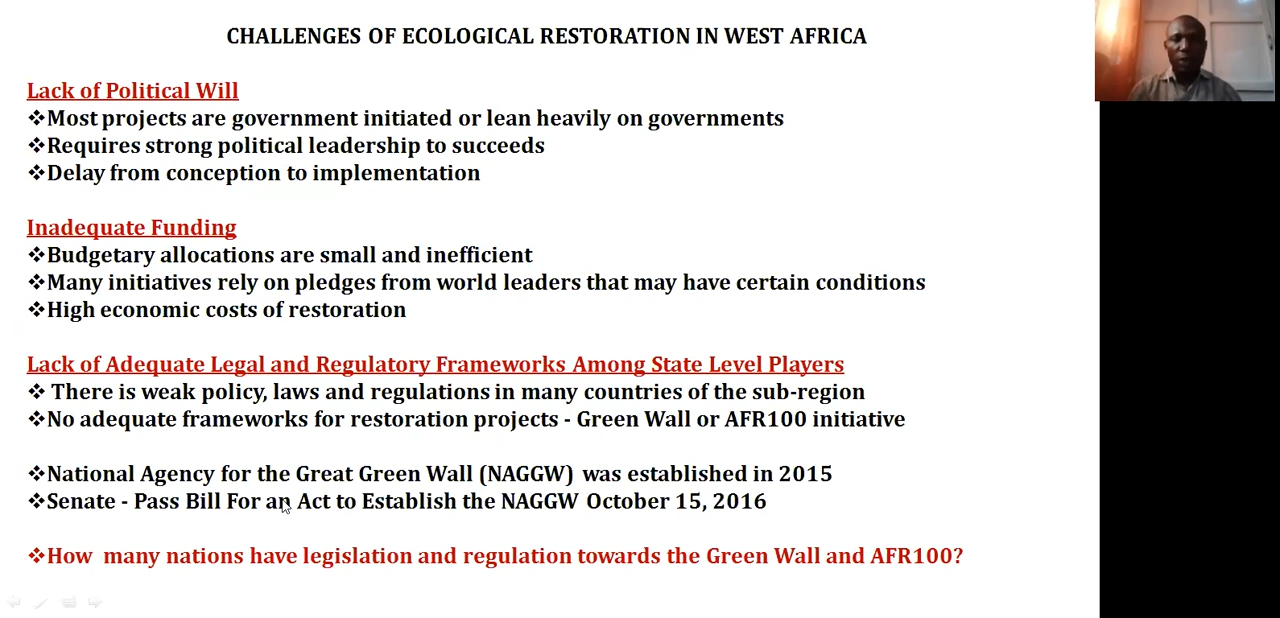 CHALLENGES OF ECOLOGICAL RESTORATION IN WEST AFRICA
Lack of Political Will
❖Most projects are government initiated or lean heavily on governments
❖Requires strong political leadership to succeeds
❖Delay from conception to implementation
Inadequate Funding
❖Budgetary allocations are small and inefficient
❖Many initiatives rely on pledges from world leaders that may have certain conditions
❖High economic costs of restoration
Lack of Adequate Legal and Regulatory Frameworks Among State Level Players
❖ There is weak policy, laws and regulations in many countries of the sub-region
❖No adequate frameworks for restoration projects - Green Wall or AFR100 initiative
❖National Agency for the Great Green Wall (NAGGW) was established in 2015
❖Senate - Pass Bill For an Act to Establish the NAGGW October 15, 2016
❖How many nations have legislation and regulation towards the Green Wall and AFR100?